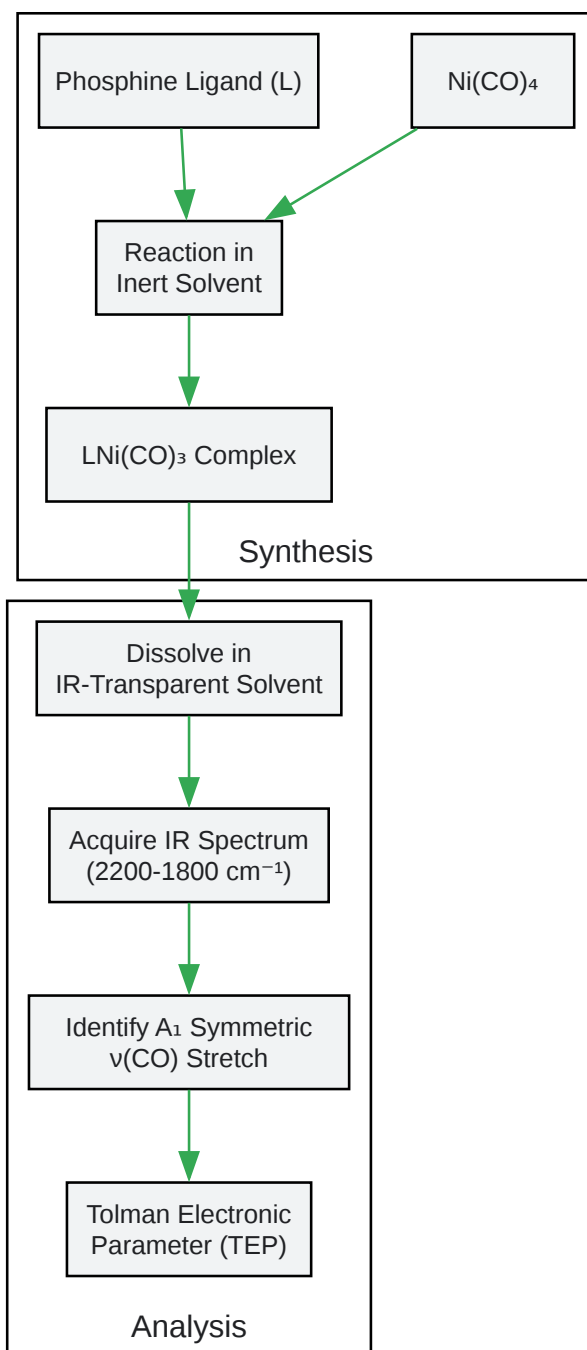 Phosphine Ligand (L)
Ni(CO)₄
Reaction in
Inert Solvent
LNi(CO)₃ Complex
Synthesis
Dissolve in
IR-Transparent Solvent
Acquire IR Spectrum
(2200-1800 cm⁻¹)
Identify A₁ Symmetric
ν(CO) Stretch
Tolman Electronic
Parameter (TEP)
Analysis